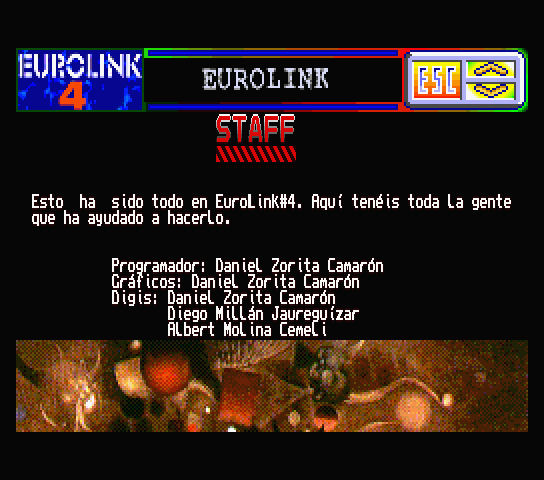 EUROLINK
4
EUROLINK
ESC
STAFF
Esto ha sido todo en EuroLink#4. Aquí tenéis toda la gente
que ha ayudado a hacerlo.
Programador: Daniel Zorita Camarón
Gráficos: Daniel Zorita Camarón
Digis: Daniel Zorita Camarón
Diego Millán Jaureguízar
Albert Molina Cemeli